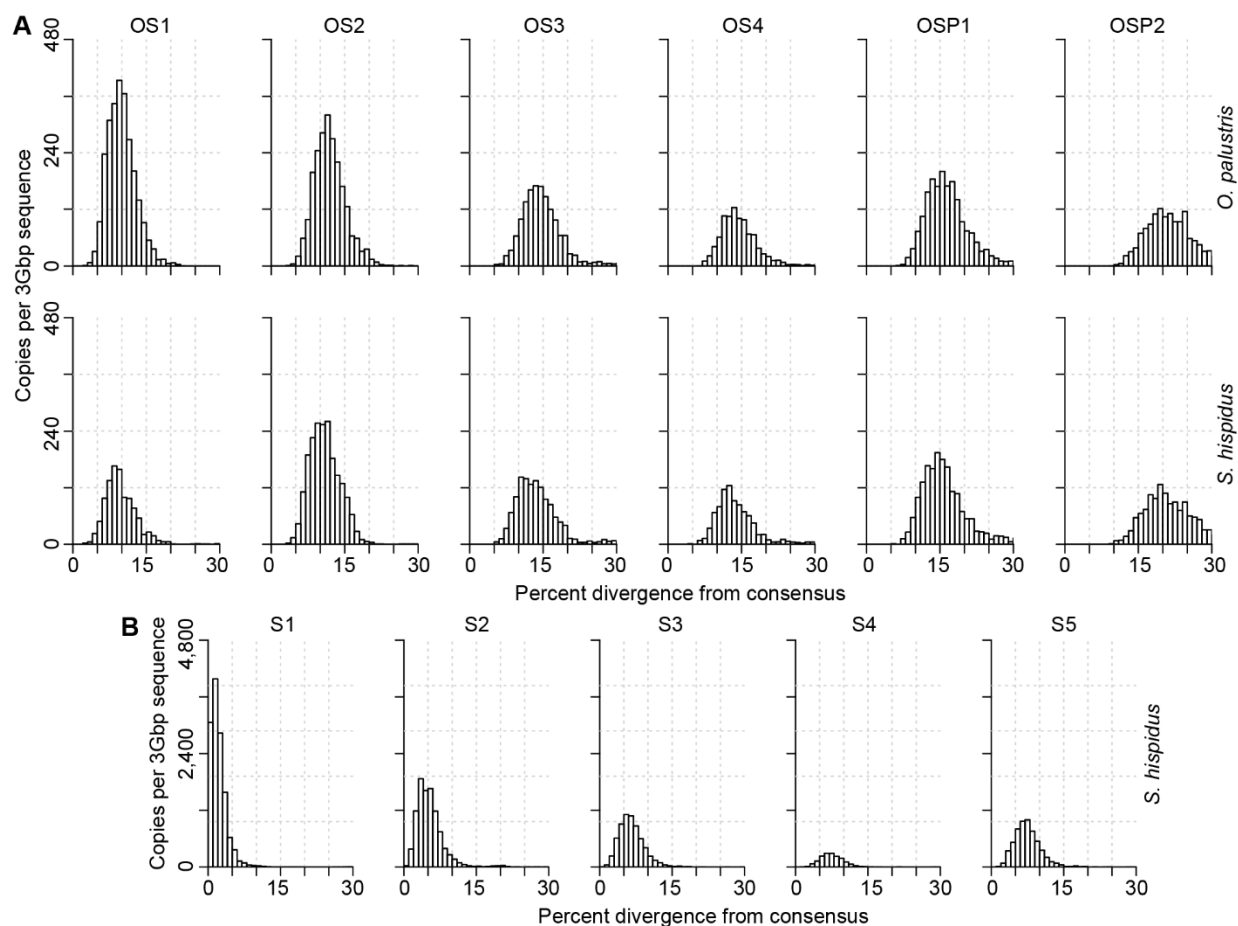 A OS1 OS2 OS3 OS4 OSP1 OSP2
480
240
0
O. palustris
Copies per 3Gbp sequence
480
240
0
S. hispidus
0 15 30 0 15 30 0 15 30 0 15 30 0 15 30 0 15 30
Percent divergence from consensus
B S1 S2 S3 S4 S5
4,800
2,400
0
Copies per 3Gbp sequence
S. hispidus
0 15 30 0 15 30 0 15 30 0 15 30 0 15 30
Percent divergence from consensus